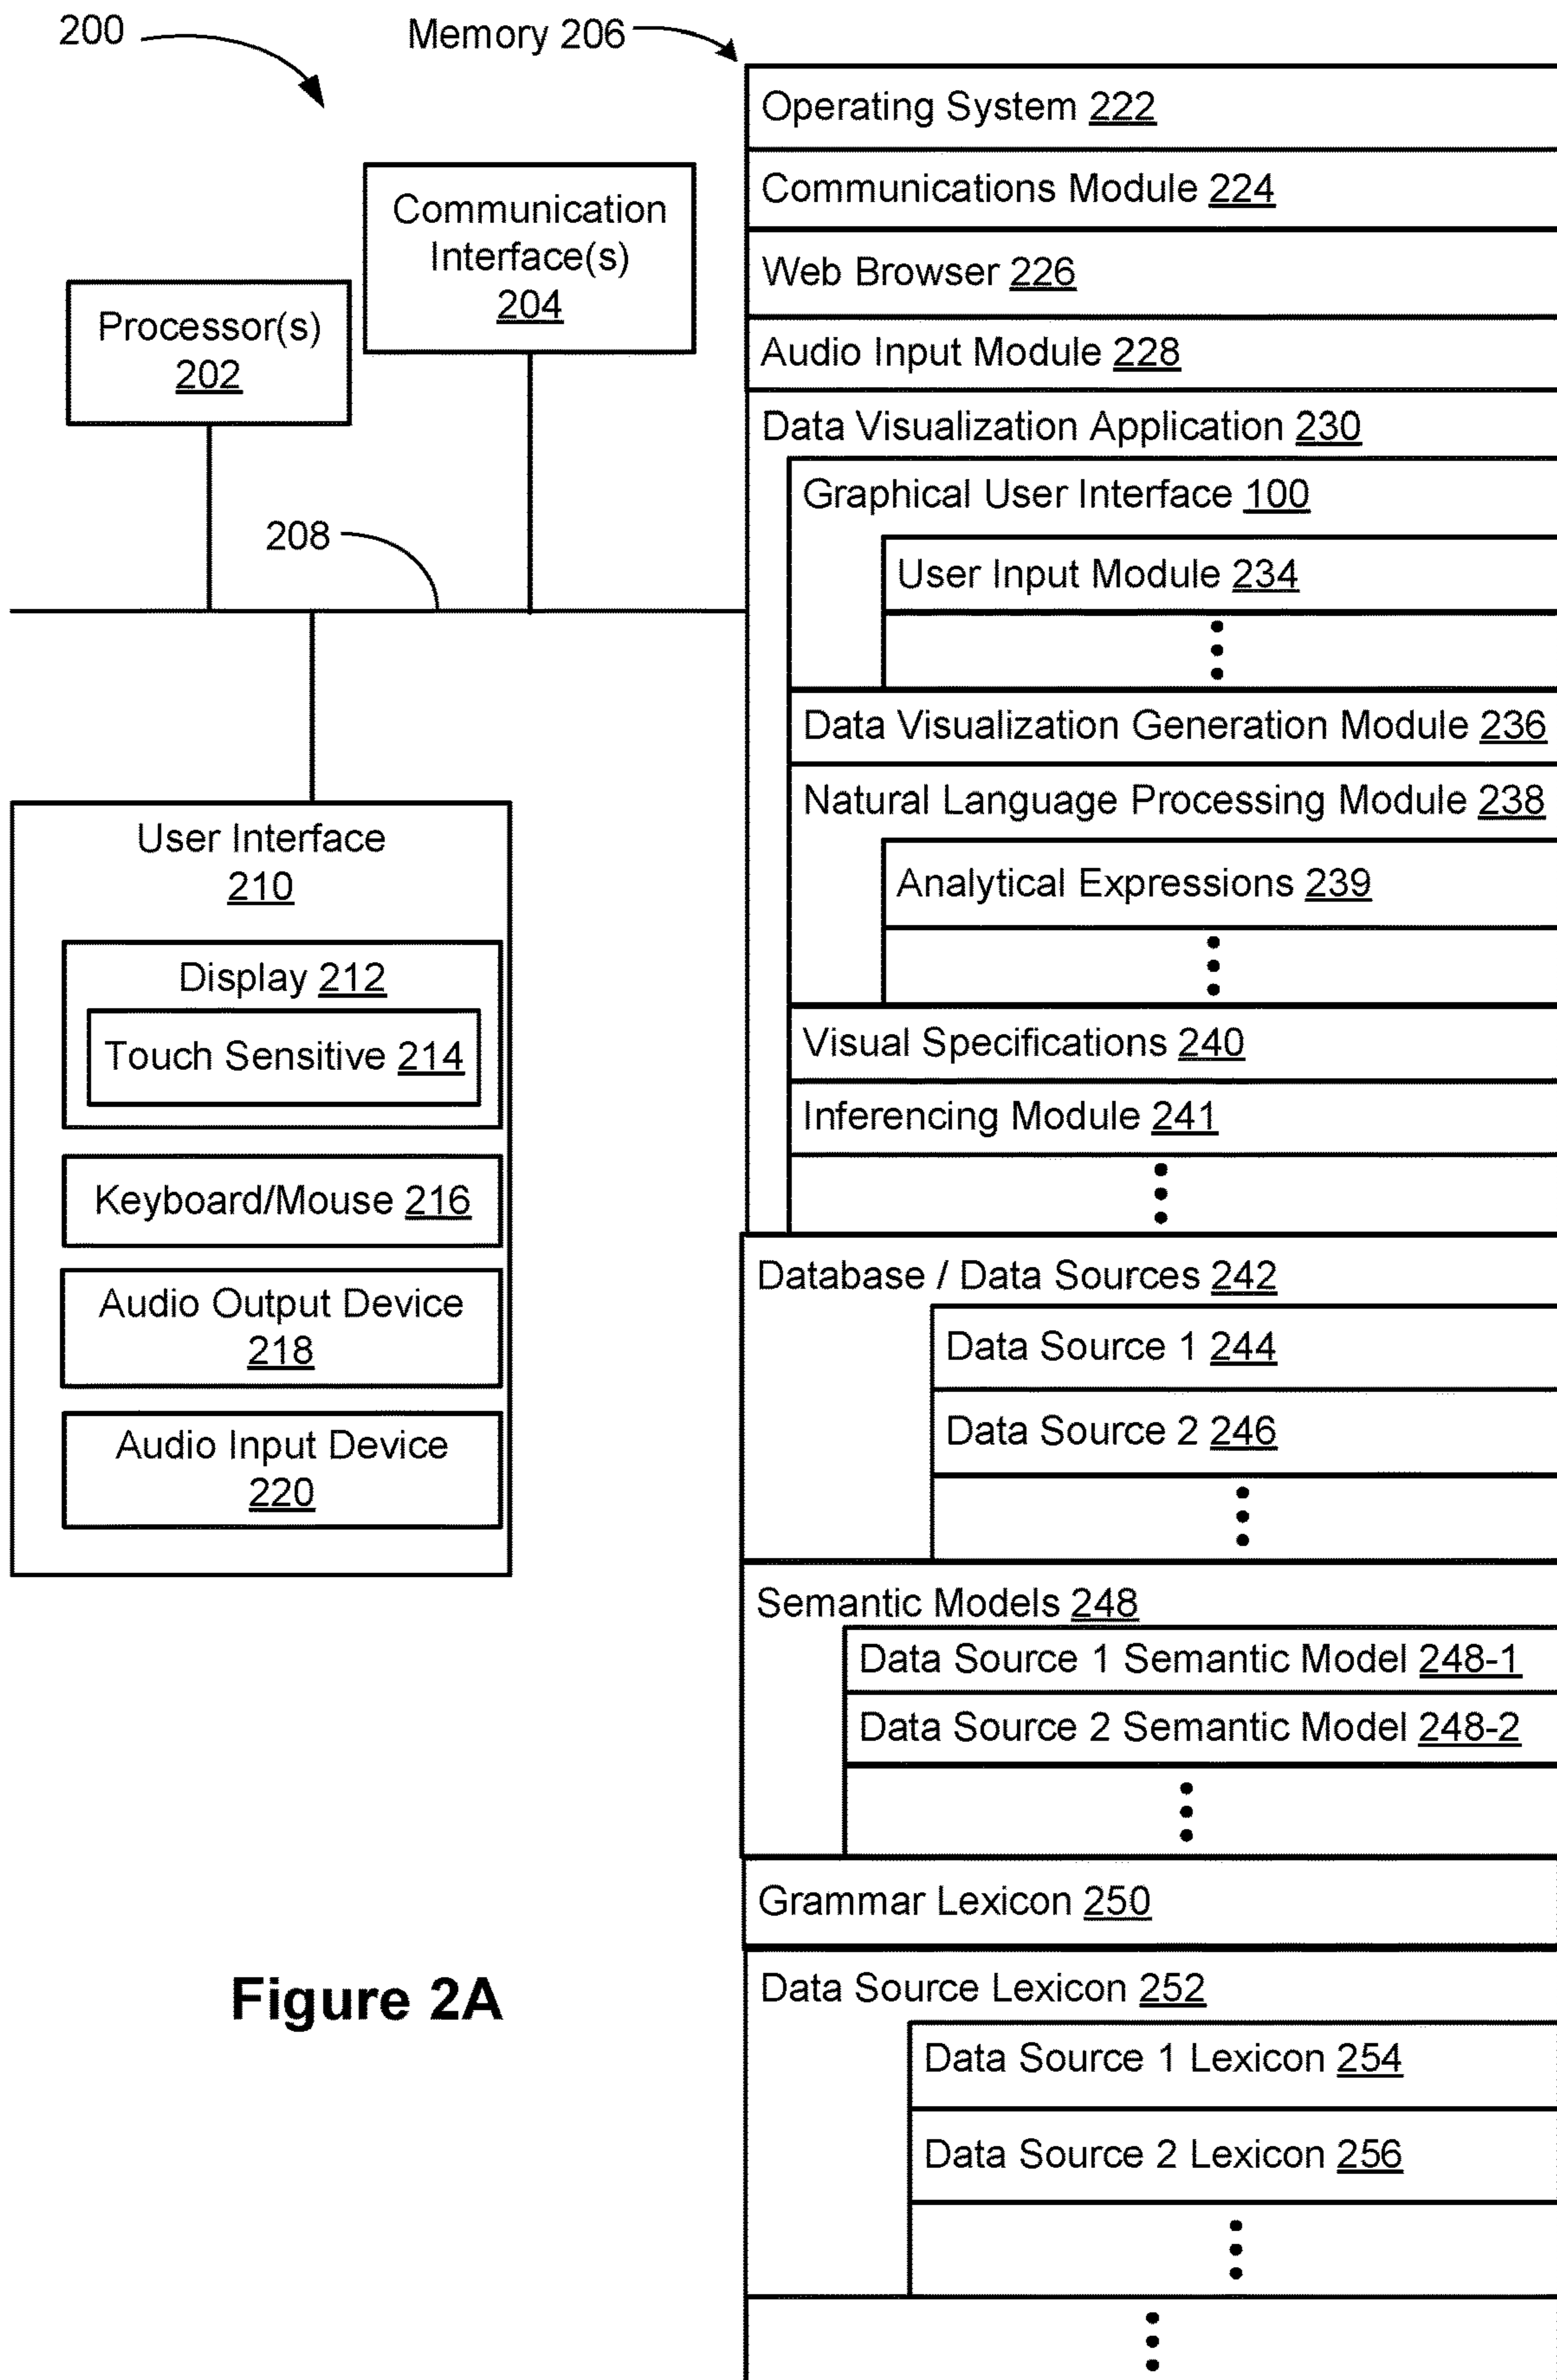 200
Memory 206
Processor(s)
202
Communication
Interface(s)
204
208
User Interface
210
Display 212
Touch Sensitive 214
Keyboard/Mouse 216
Audio Output Device
218
Audio Input Device
220
Operating System 222
Communications Module 224
Web Browser 226
Audio Input Module 228
Data Visualization Application 230
Graphical User Interface 100
User Input Module 234
Data Visualization Generation Module 236
Natural Language Processing Module 238
Analytical Expressions 239
Visual Specifications 240
Inferencing Module 241
Database / Data Sources 242
Data Source 1 244
Data Source 2 246
Semantic Models 248
Data Source 1 Semantic Model 248-1
Data Source 2 Semantic Model 248-2
Grammar Lexicon 250
Data Source Lexicon 252
Data Source 1 Lexicon 254
Data Source 2 Lexicon 256
Figure 2A